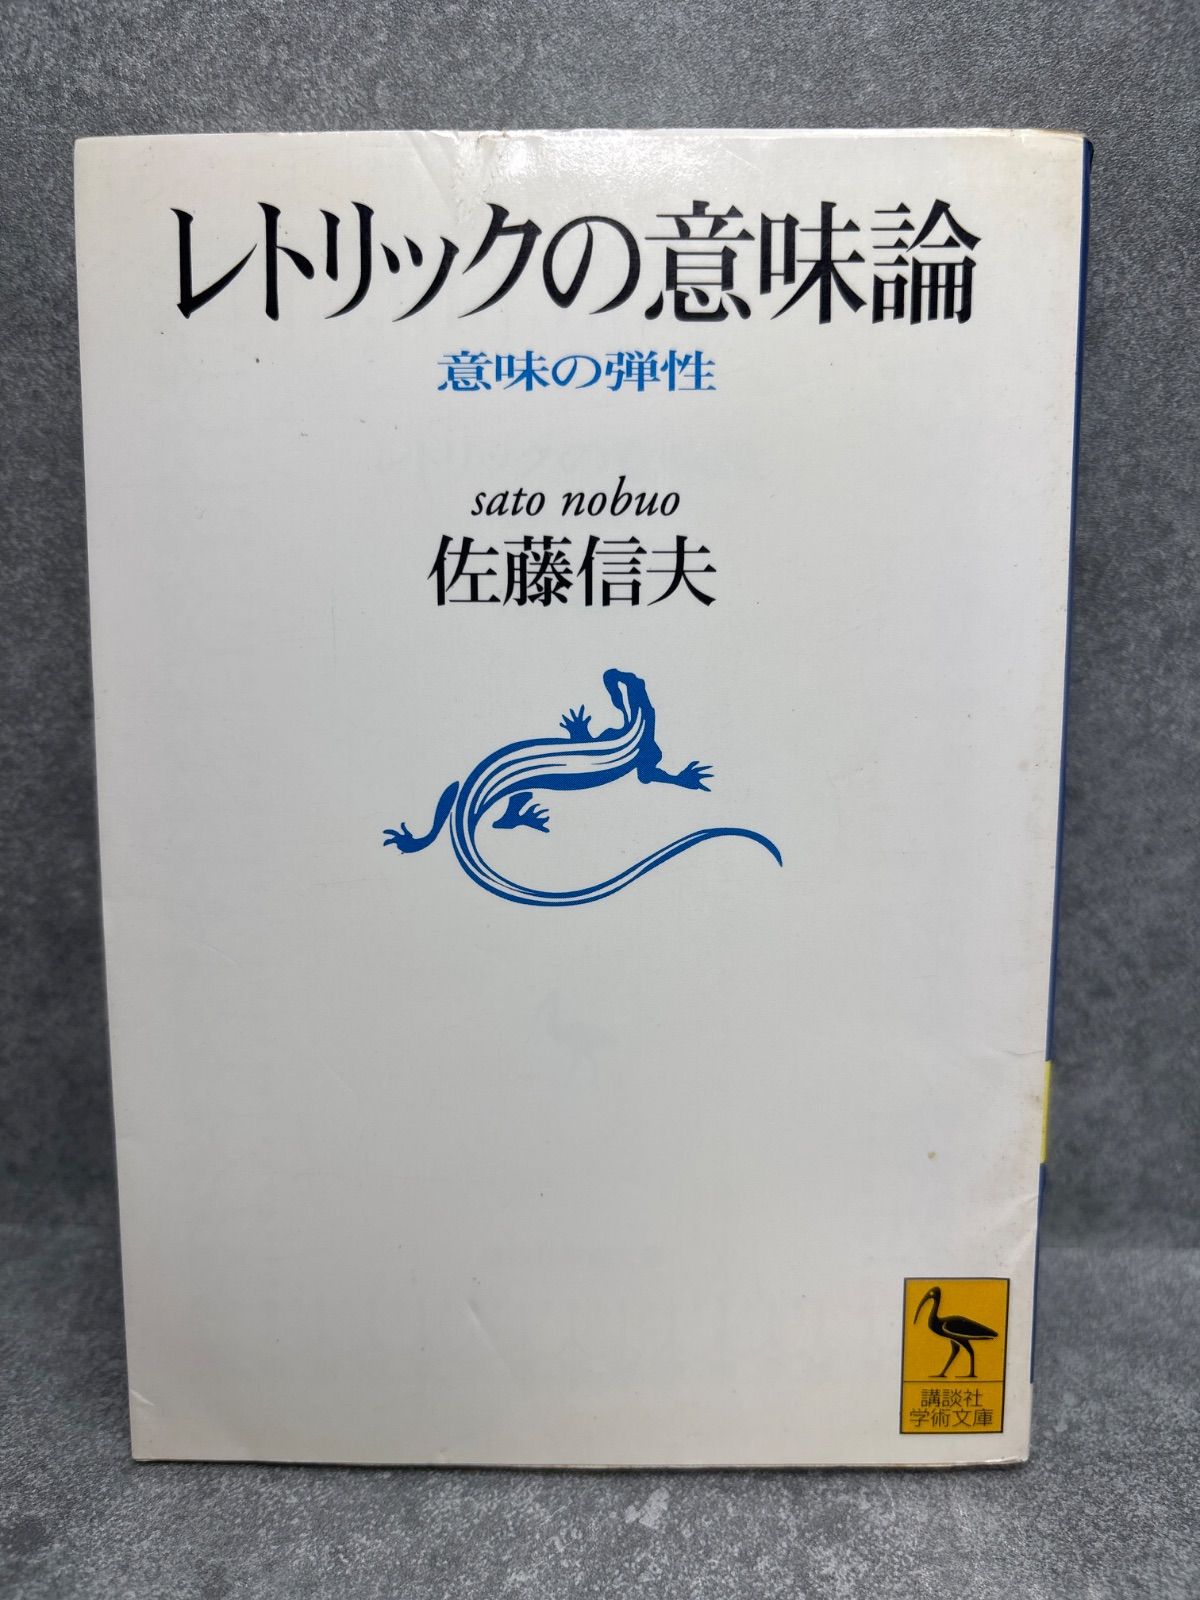 レトリックの意味論
意味の弾性
sato nobuo
佐藤信夫
講談社
学術文庫